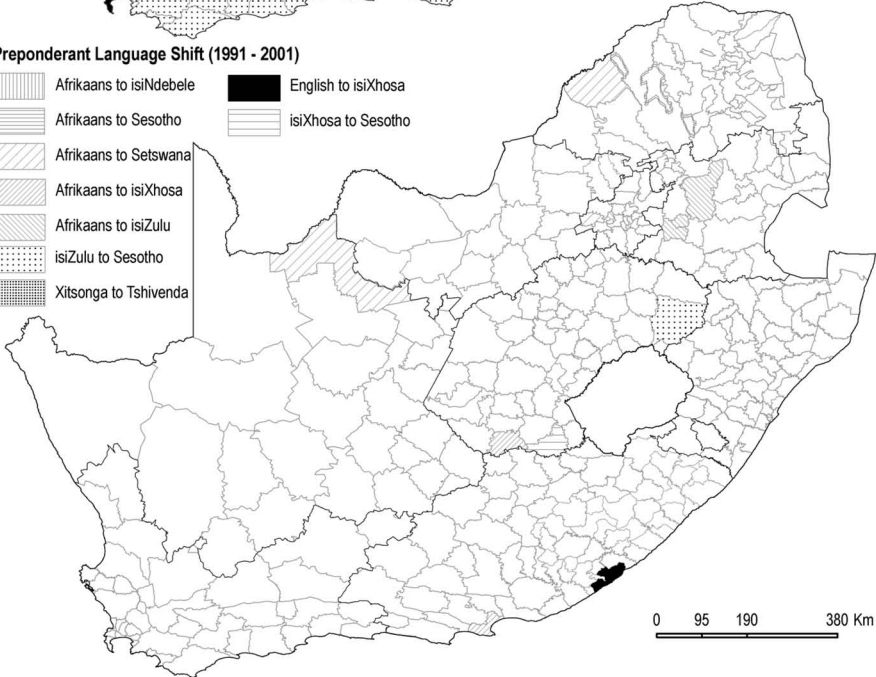 Preponderant Language Shift (1991 - 2001)
Afrikaans to isiNdebele
Afrikaans to Sesotho
Afrikaans to Setswana
Afrikaans to isiXhosa
Afrikaans to isiZulu
isiZulu to Sesotho
Xitsonga to Tshivenda
English to isiXhosa
isiXhosa to Sesotho
0 95 190 380 Km